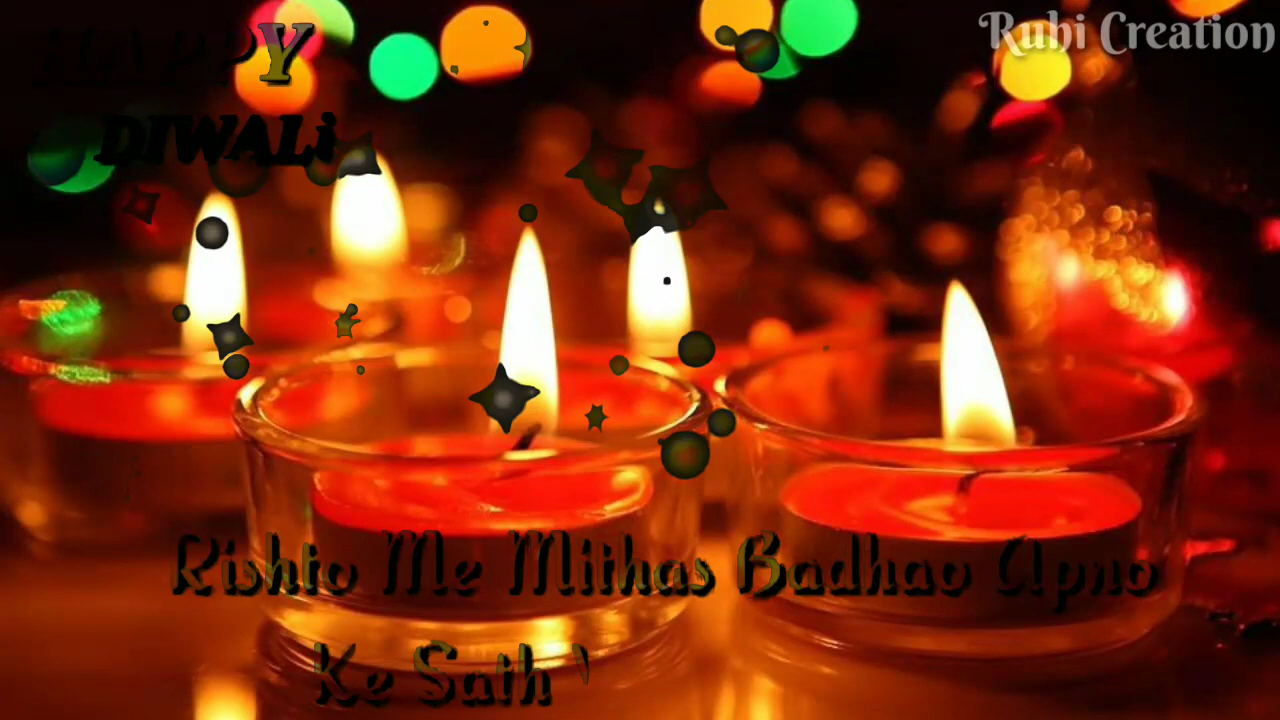 HAPPY
DIWALi
Rubi Creation
Rishto Me Mithas Badhao Apno
Ke Sath